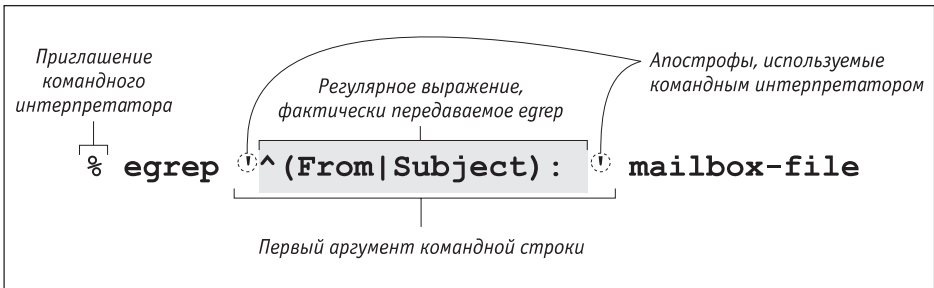 Приглашение
командного
интерпретатора
Регулярное выражение,
фактически передаваемое egrep
Апострофы, используемые
командным интерпретатором
% egrep '^(From|Subject): ' mailbox-file
Первый аргумент командной строки